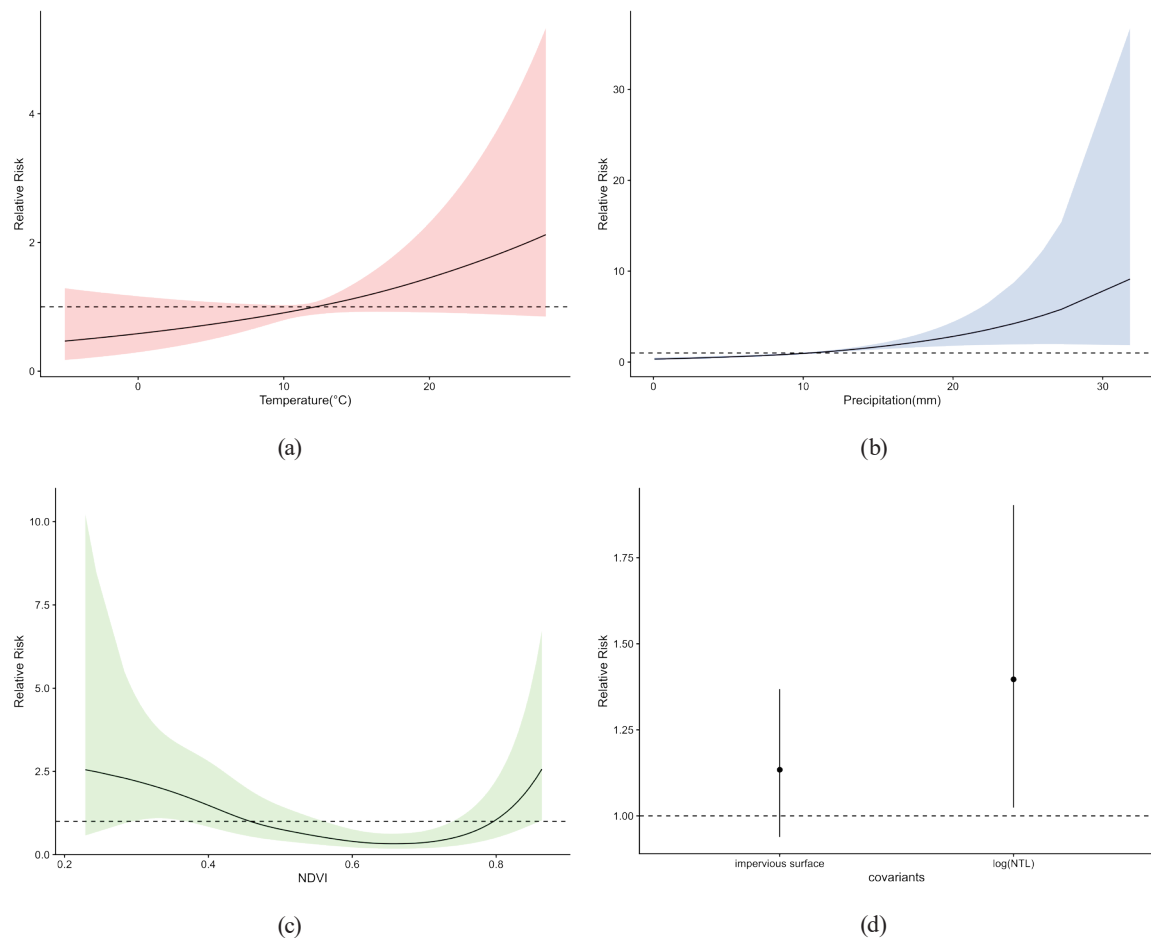 Relative Risk
4
2
0
0
10
20
Temperature(°C)
(a)
Relative Risk
30
20
10
0
0
10
20
30
Precipitation(mm)
(b)
Relative Risk
10.0
7.5
5.0
2.5
0.0
0.2
0.4
0.6
0.8
NDVI
(c)
Relative Risk
1.75
1.50
1.25
1.00
impervious surface
log(NTL)
covariants
(d)